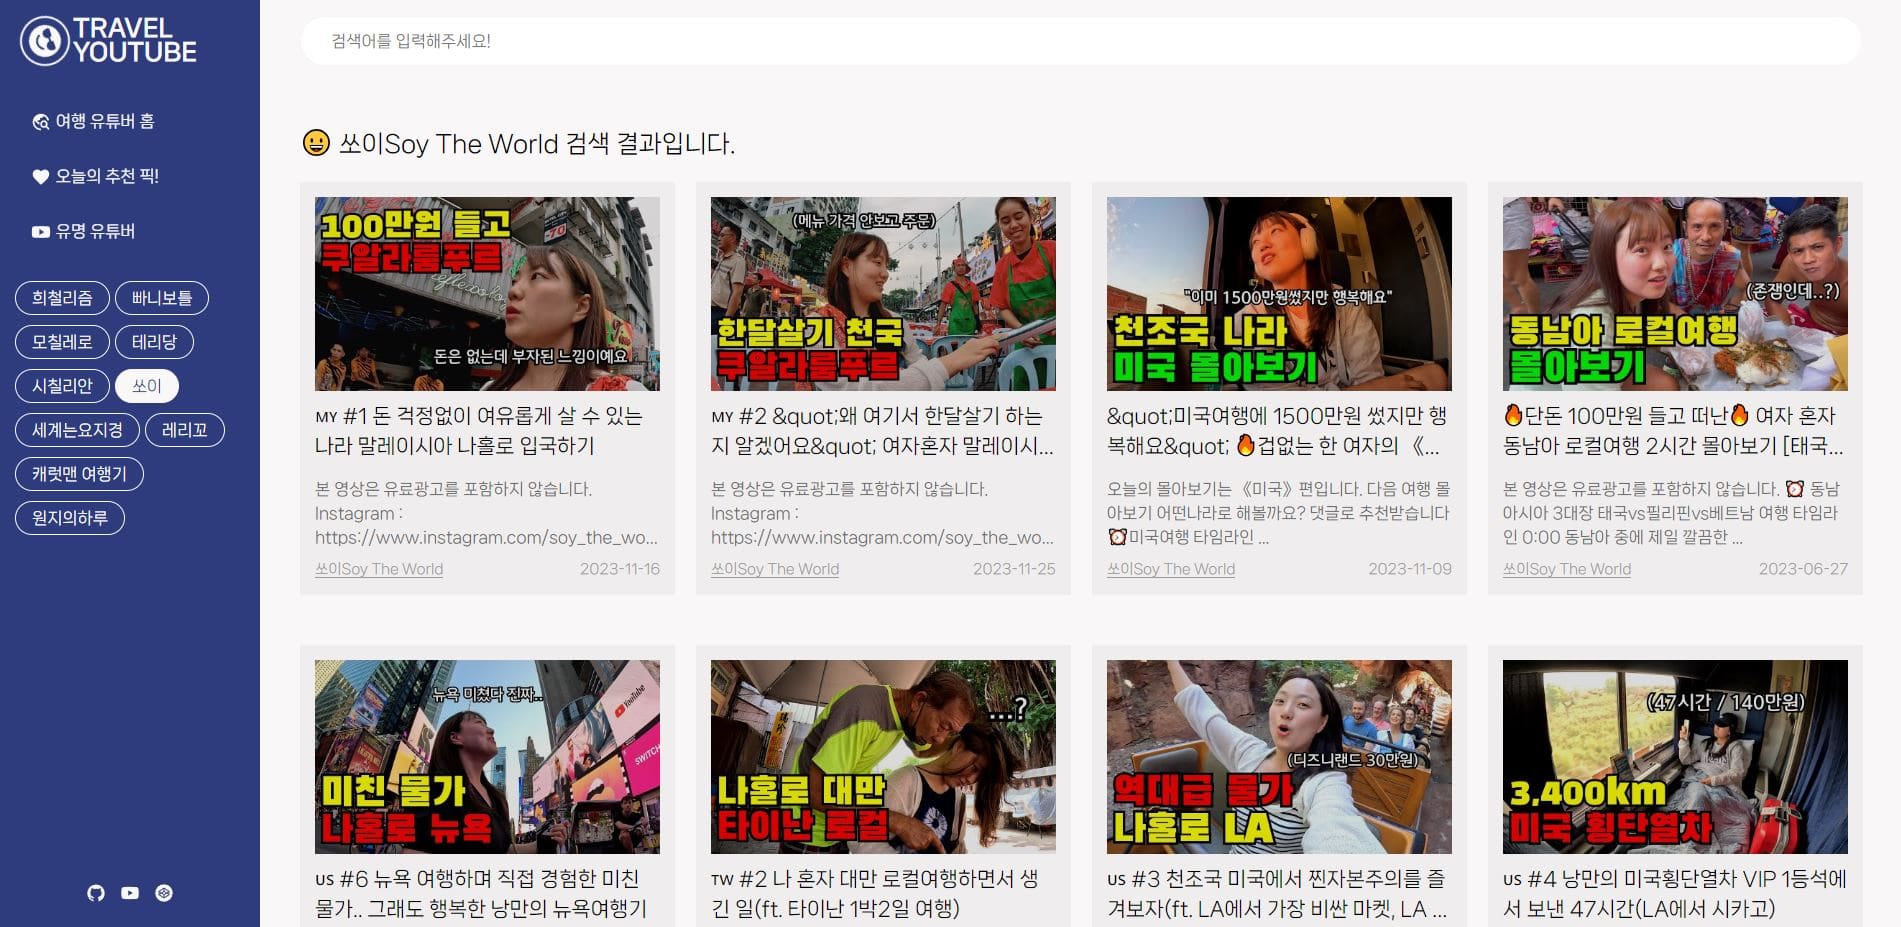 TRAVEL
YOUTUBE
여행 유튜버 홈
오늘의 추천 픽!
유명 유튜버
희철리즘
빠니보틀
모칠레로
테리당
시칠리안
쏘이
세계는요지경
레리꼬
캐럿맨 여행기
원지의하루
검색어를 입력해주세요!
😀 쏘이Soy The World 검색 결과입니다.
100만원 들고
쿠알라룸푸르
돈은 없는데 부자된 느낌이예요
MY #1 돈 걱정없이 여유롭게 살 수 있는
나라 말레이시아 나홀로 입국하기
본 영상은 유료광고를 포함하지 않습니다.
Instagram :
https://www.instagram.com/soy_the_wo...
쏘이Soy The World
2023-11-16
(메뉴 가격 안보고 주문)
한달살기 천국
쿠알라룸푸르
MY #2 &quot;왜 여기서 한달살기 하는
지 알겠어요&quot; 여자혼자 말레이시...
본 영상은 유료광고를 포함하지 않습니다.
Instagram :
https://www.instagram.com/soy_the_wo...
쏘이Soy The World
2023-11-25
"이미 1500만원썼지만 행복해요"
천조국 나라
미국 몰아보기
&quot;미국여행에 1500만원 썼지만 행
복해요&quot; 🔥겁없는 한 여자의 《...
오늘의 몰아보기는 《미국》편입니다. 다음 여행 몰
아보기 어떤나라로 해볼까요? 댓글로 추천받습니다
⏰미국여행 타임라인 ...
쏘이Soy The World
2023-11-09
(존잼인데..?)
동남아 로컬여행
몰아보기
🔥단돈 100만원 들고 떠난🔥 여자 혼자
동남아 로컬여행 2시간 몰아보기 [태국...
본 영상은 유료광고를 포함하지 않습니다. ⏰ 동남
아시아 3대장 태국vs필리핀vs베트남 여행 타임라
인 0:00 동남아 중에 제일 깔끔한 ...
쏘이Soy The World
2023-06-27
뉴욕 미쳤다 진짜..
YouTube
SWITCH
미친 물가
나홀로 뉴욕
US #6 뉴욕 여행하며 직접 경험한 미친
물가.. 그래도 행복한 낭만의 뉴욕여행기
...?
나홀로 대만
타이난 로컬
TW #2 나 혼자 대만 로컬여행하면서 생
긴 일(ft. 타이난 1박2일 여행)
(디즈니랜드 30만원)
역대급 물가
나홀로 LA
US #3 천조국 미국에서 찐자본주의를 즐
겨보자(ft. LA에서 가장 비싼 마켓, LA ...
(47시간 / 140만원)
3,400km
미국 횡단열차
US #4 낭만의 미국횡단열차 VIP 1등석에
서 보낸 47시간(LA에서 시카고)